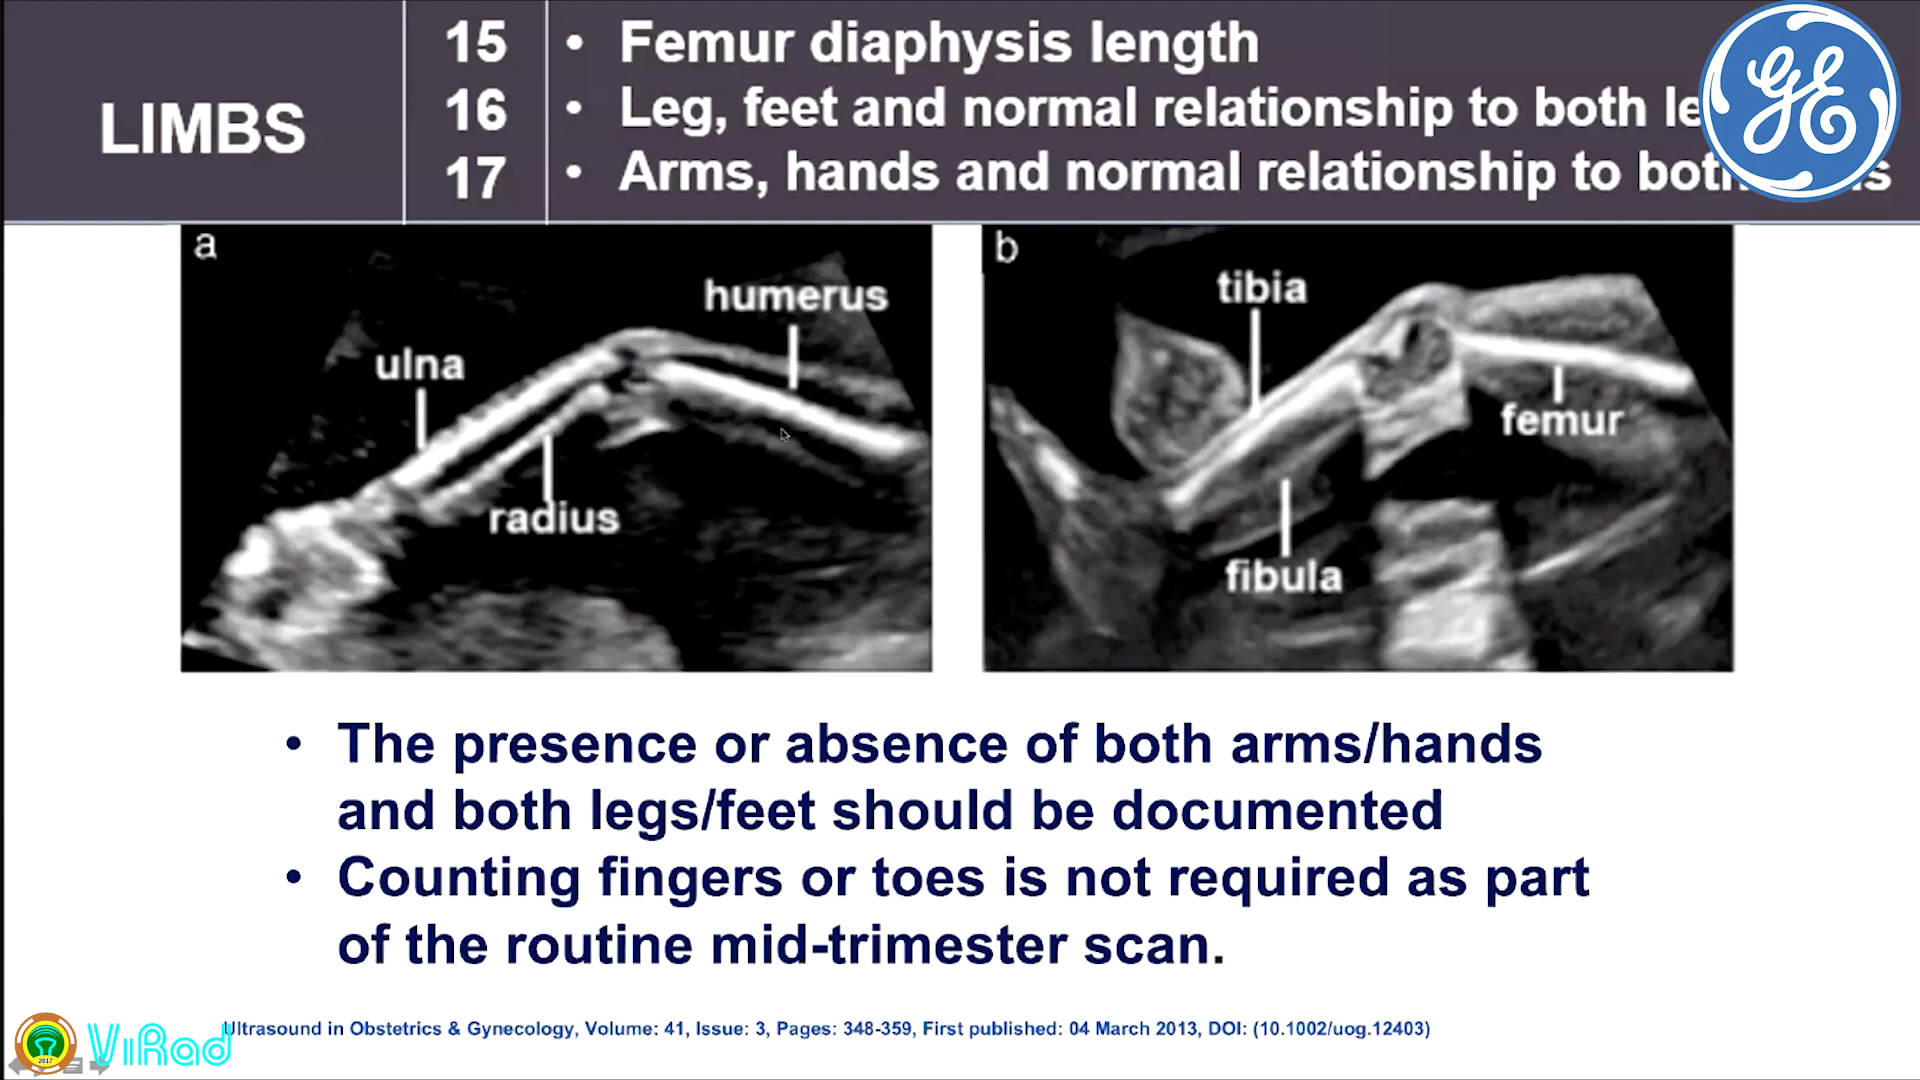 LIMBS
15 • Femur diaphysis length
16 • Leg, feet and normal relationship to both
17 • Arms, hands and normal relationship to
a
humerus
ulna
radius
b
tibia
femur
fibula
• The presence or absence of both arms/hands
and both legs/feet should be documented
• Counting fingers or toes is not required as part
of the routine mid-trimester scan.
Ultrasound in Obstetrics & Gynecology, Volume: 41, Issue: 3, Pages: 348-359, First published: 04 March 2013, DOI: (10.1002/uog.12403)
ViRad
2017
GE